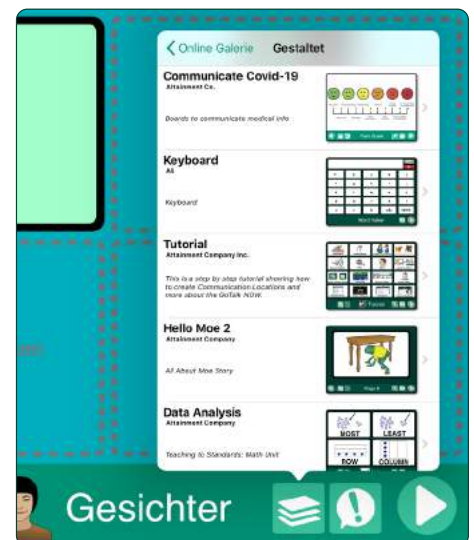 Online Galerie Gestaltet
Communicate Covid-19
Attainment Co.
Boards to communicate medical info
Keyboard
AS
Keyboard
Tutorial
Attainment Company Inc.
This is a step by step tutorial showing how
to create Communication Locations and
more about the GoTalk NOW.
Hello Moe 2
Attainment Company
All About Moe Story
Data Analysis
Attainment Company
MOST LEAST
Teaching to Standards: Math Unit
ROW COLUMN
Gesichter